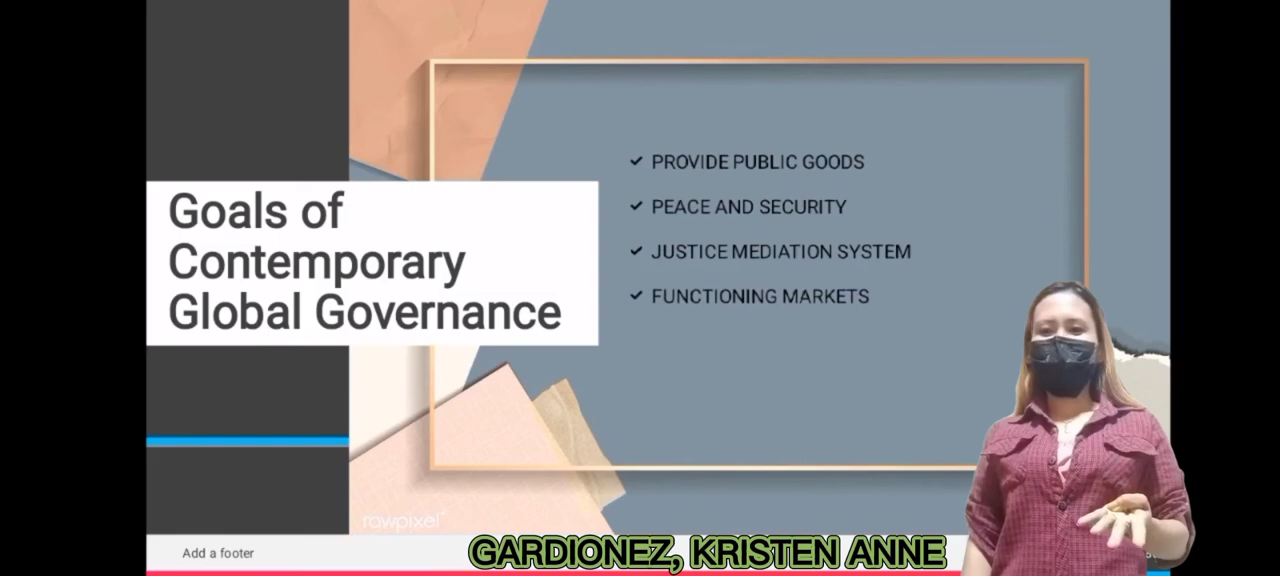 Goals of
Contemporary
Global Governance
PROVIDE PUBLIC GOODS
PEACE AND SECURITY
JUSTICE MEDIATION SYSTEM
FUNCTIONING MARKETS
rawpixel
Add a footer
GARDIONEZ, KRISTEN ANNE